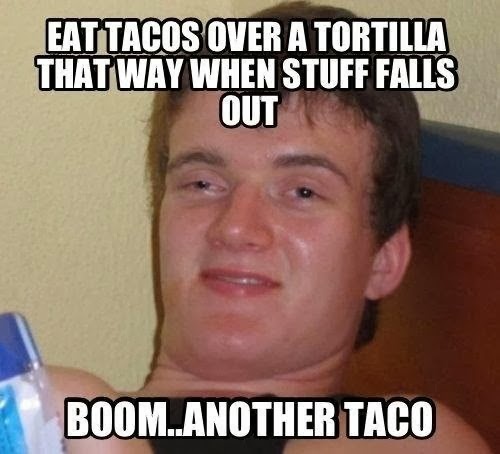 EAT TACOS OVER A TORTILLA
THAT WAY WHEN STUFF FALLS
OUT
BOOM..ANOTHER TACO